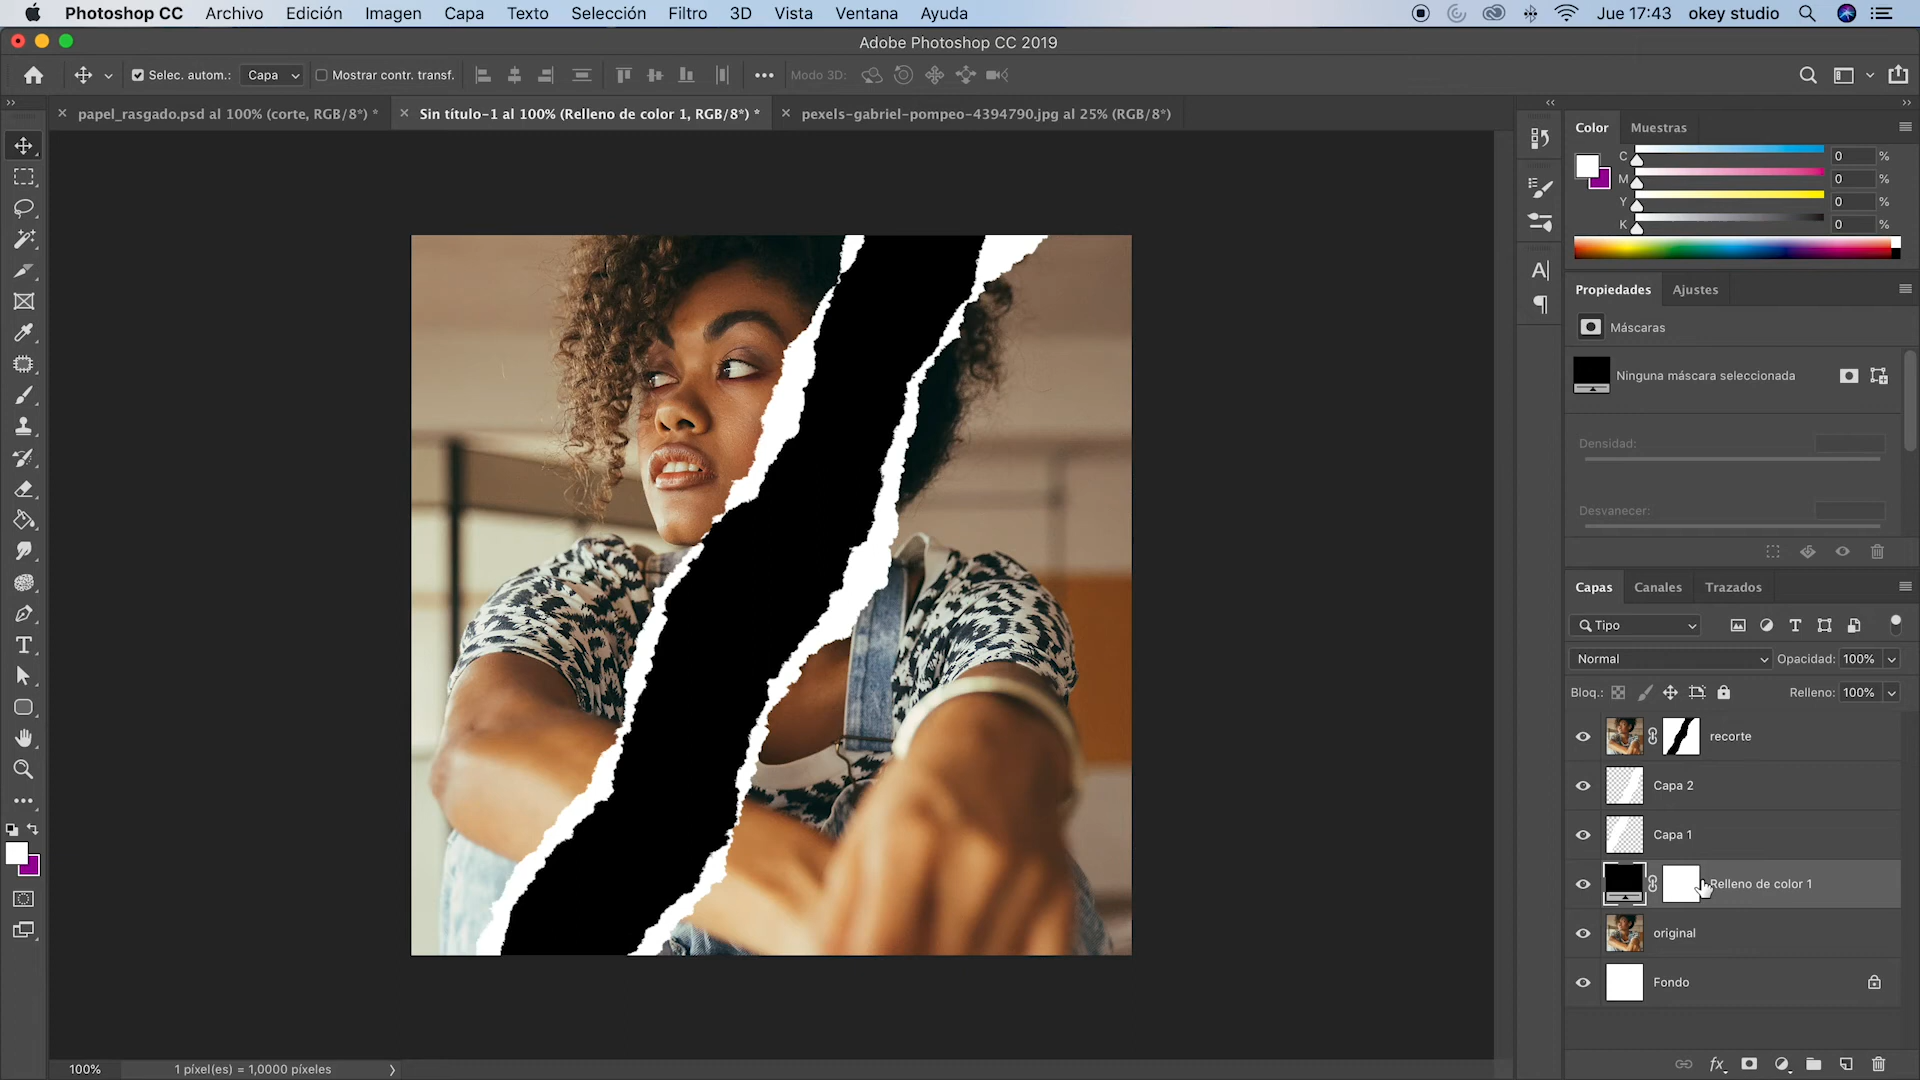 Photoshop CC Archivo Edición Imagen Capa Texto Selección Filtro 3D Vista Ventana Ayuda Jue 17:43 okey studio
Adobe Photoshop CC 2019
Selec. autom.: Capa Mostrar contr. transf. Modo 3D:
papel_rasgado.psd al 100% (corte, RGB/8*) * Sin título-1 al 100% (Relleno de color 1, RGB/8*) * pexels-gabriel-pompeo-4394790.jpg al 25% (RGB/8*)
Color Muestras
C 0 %
M 0 %
Y 0 %
K 0 %
Propiedades Ajustes
Máscaras
Ninguna máscara seleccionada
Densidad:
Desvanecer:
Capas Canales Trazados
Tipo
Normal Opacidad: 100%
Bloq.: Relleno: 100%
recorte
Capa 2
Capa 1
Relleno de color 1
original
Fondo
fx
100% 1 píxel(es) = 1,0000 píxeles